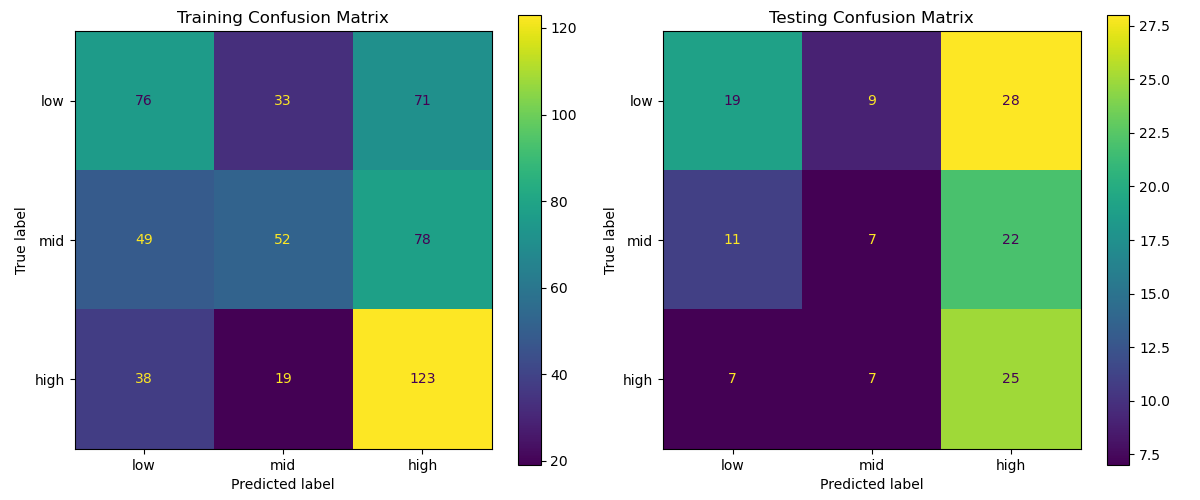 Training Confusion Matrix
Testing Confusion Matrix
True label
low
mid
high
76 33 71
49 52 78
38 19 123
low mid high
Predicted label
120
100
80
60
40
20
True label
low
mid
high
19 9 28
11 7 22
7 7 25
low mid high
Predicted label
27.5
25.0
22.5
20.0
17.5
15.0
12.5
10.0
7.5